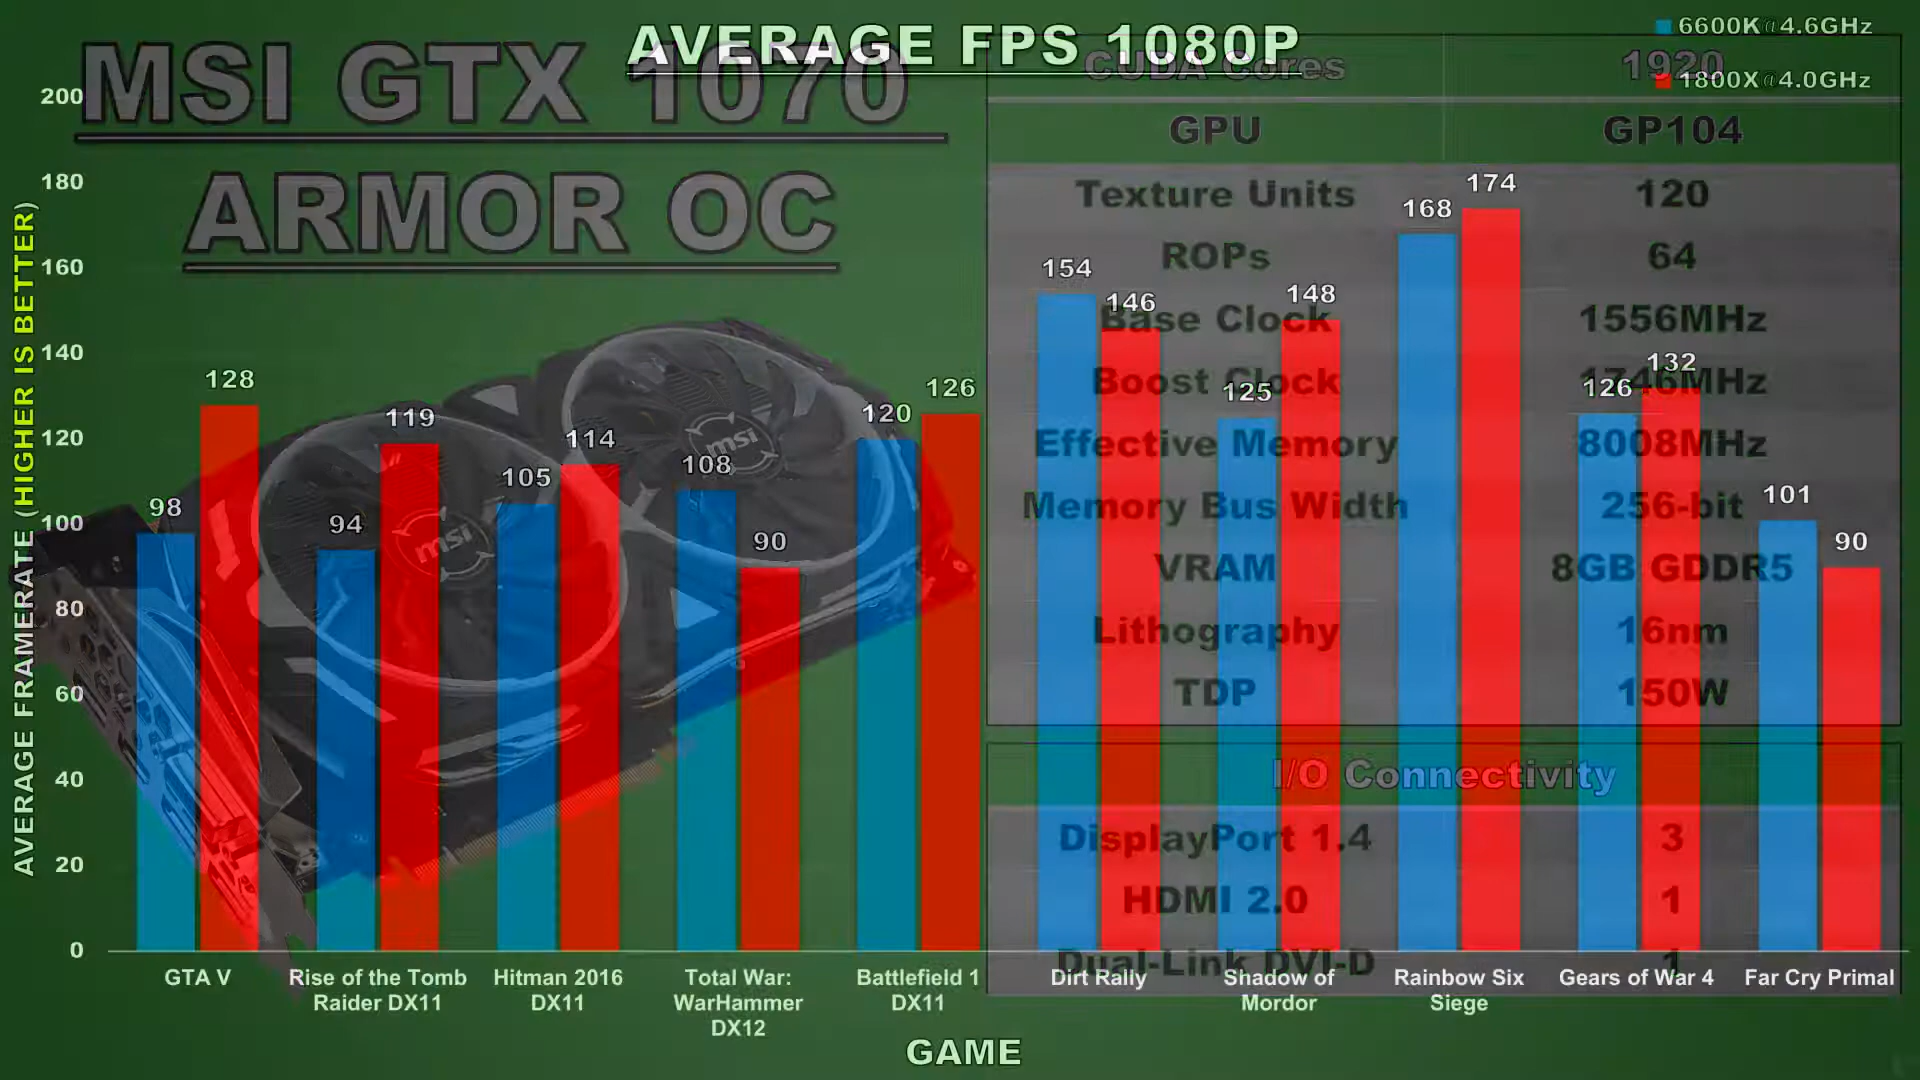 AVERAGE FPS 1080P
6600K@4.6GHz
1800X@4.0GHz
MSI GTX 1070
ARMOR OC
CUDA Cores 1920
GPU GP104
Texture Units 120
ROPs 64
Base Clock 1556MHz
Boost Clock 1746MHz
Effective Memory 8008MHz
Memory Bus Width 256-bit
VRAM 8GB GDDR5
Lithography 16nm
TDP 150W
I/O Connectivity
DisplayPort 1.4 3
HDMI 2.0 1
Dual-Link DVI-D 1
msi
msi
AVERAGE FRAMERATE (HIGHER IS BETTER)
200
180
160
140
120
100
80
60
40
20
0
98 128
94 119
105 114
108 90
120 126
154 146
125 148
168 174
126 132
101 90
GTA V
Rise of the Tomb
Raider DX11
Hitman 2016
DX11
Total War:
WarHammer
DX12
Battlefield 1
DX11
Dirt Rally
Shadow of
Mordor
Rainbow Six
Siege
Gears of War 4
Far Cry Primal
GAME